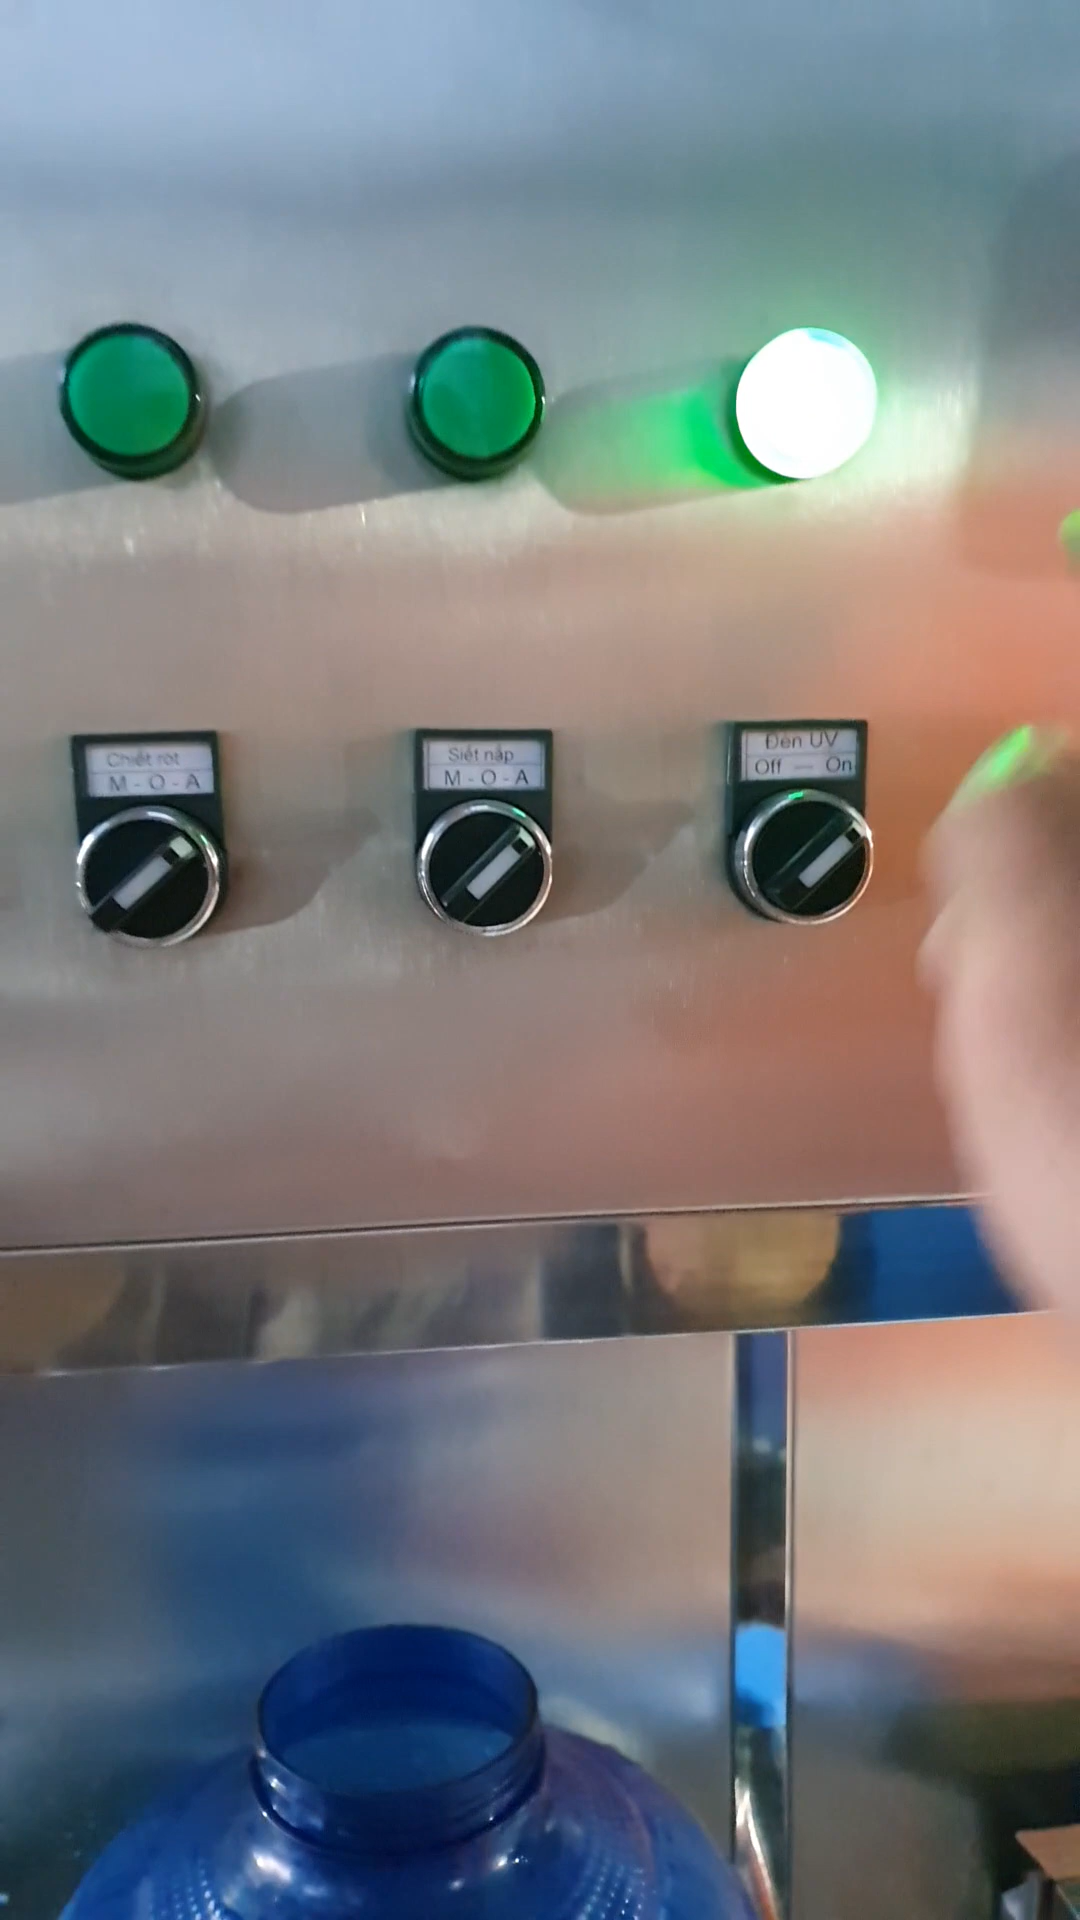 Chiết rót
M - O - A
Siết nắp
M - O - A
Đèn UV
Off — On